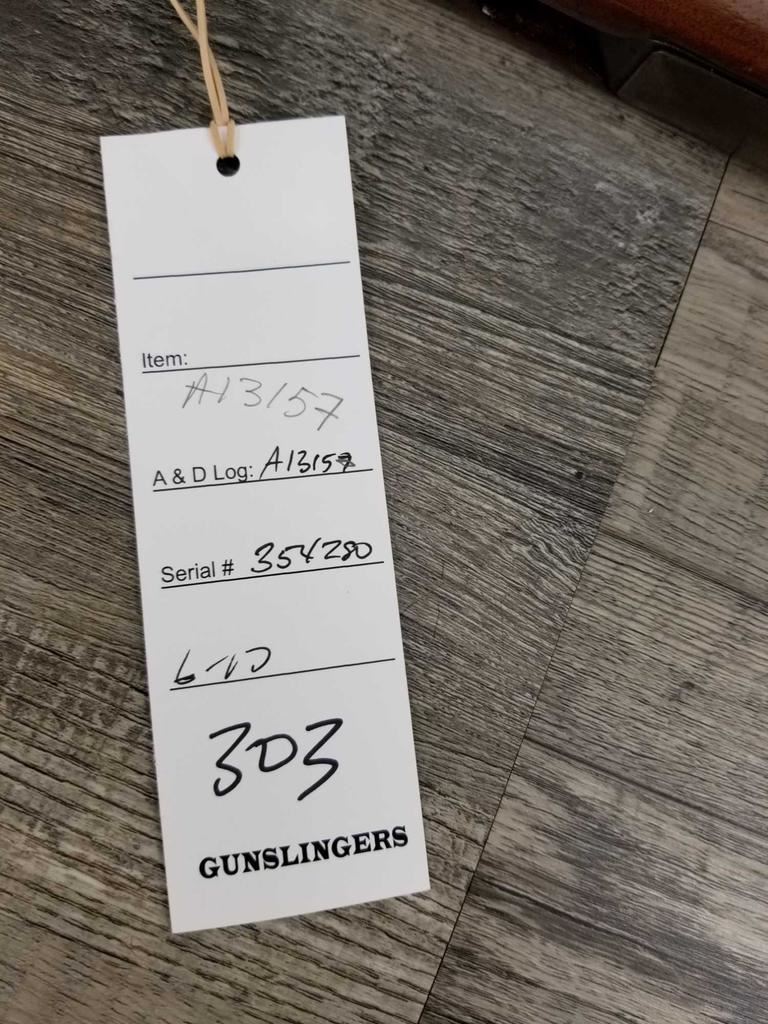 Item:
A13157
A & D Log: A13157
Serial # 354280
6-10
303
GUNSLINGERS